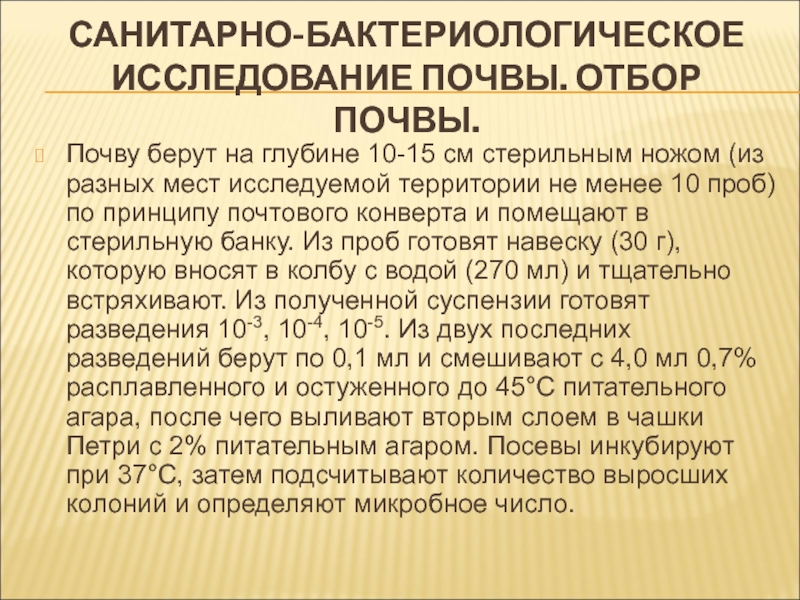 САНИТАРНО-БАКТЕРИОЛОГИЧЕСКОЕ
ИССЛЕДОВАНИЕ ПОЧВЫ. ОТБОР
ПОЧВЫ.
Почву берут на глубине 10-15 см стерильным ножом (из
разных мест исследуемой территории не менее 10 проб)
по принципу почтового конверта и помещают в
стерильную банку. Из проб готовят навеску (30 г),
которую вносят в колбу с водой (270 мл) и тщательно
встряхивают. Из полученной суспензии готовят
разведения 10⁻³, 10⁻⁴, 10⁻⁵. Из двух последних
разведений берут по 0,1 мл и смешивают с 4,0 мл 0,7%
расплавленного и остуженного до 45°С питательного
агара, после чего выливают вторым слоем в чашки
Петри с 2% питательным агаром. Посевы инкубируют
при 37°С, затем подсчитывают количество выросших
колоний и определяют микробное число.